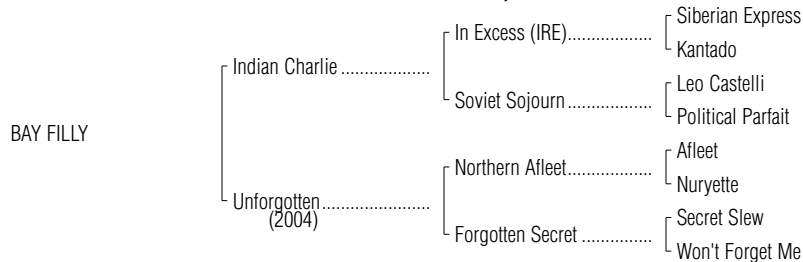 Siberian Express
In Excess (IRE)..................
Kantado
Indian Charlie ...................
Leo Castelli
Soviet Sojourn..................
Political Parfait
BAY FILLY
Afleet
Northern Afleet..................
Nuryette
Unforgotten.......................
(2004)
Secret Slew
Forgotten Secret ...............
Won't Forget Me